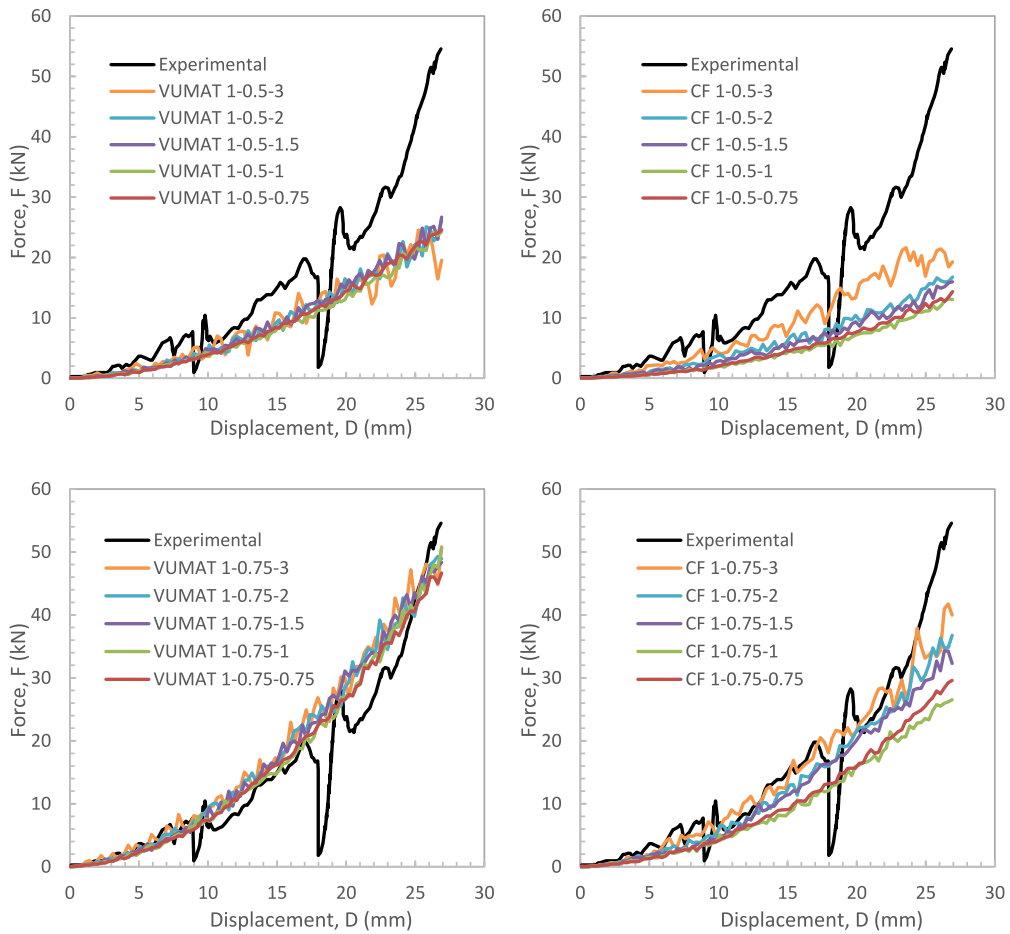 60
50
40
30
20
10
0
Force, F (kN)
Experimental
VUMAT 1-0.5-3
VUMAT 1-0.5-2
VUMAT 1-0.5-1.5
VUMAT 1-0.5-1
VUMAT 1-0.5-0.75
0 5 10 15 20 25 30
Displacement, D (mm)
60
50
40
30
20
10
0
Force, F (kN)
Experimental
CF 1-0.5-3
CF 1-0.5-2
CF 1-0.5-1.5
CF 1-0.5-1
CF 1-0.5-0.75
0 5 10 15 20 25 30
Displacement, D (mm)
60
50
40
30
20
10
0
Force, F (kN)
Experimental
VUMAT 1-0.75-3
VUMAT 1-0.75-2
VUMAT 1-0.75-1.5
VUMAT 1-0.75-1
VUMAT 1-0.75-0.75
0 5 10 15 20 25 30
Displacement, D (mm)
60
50
40
30
20
10
0
Force, F (kN)
Experimental
CF 1-0.75-3
CF 1-0.75-2
CF 1-0.75-1.5
CF 1-0.75-1
CF 1-0.75-0.75
0 5 10 15 20 25 30
Displacement, D (mm)